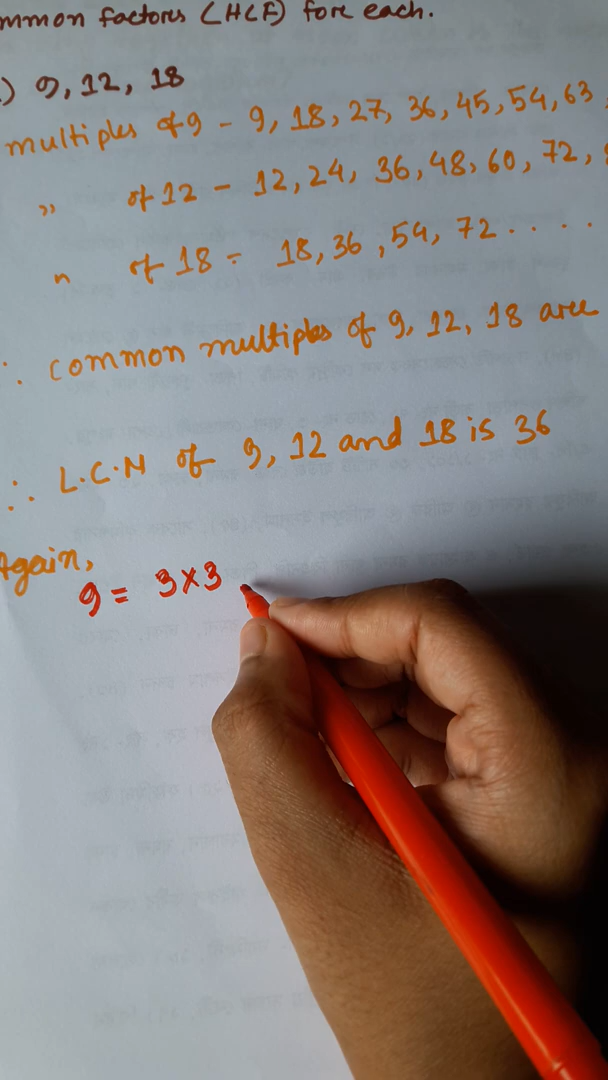 mmon factors (HCF) fore each.
) 9, 12, 18
multiples of 9 - 9, 18, 27, 36, 45, 54, 63
,, of 12 - 12, 24, 36, 48, 60, 72,
" of 18 - 18, 36, 54, 72 . . . .
∴ common multiples of 9, 12, 18 are
∴ L.C.M of 9, 12 and 18 is 36
Again,
9 = 3×3